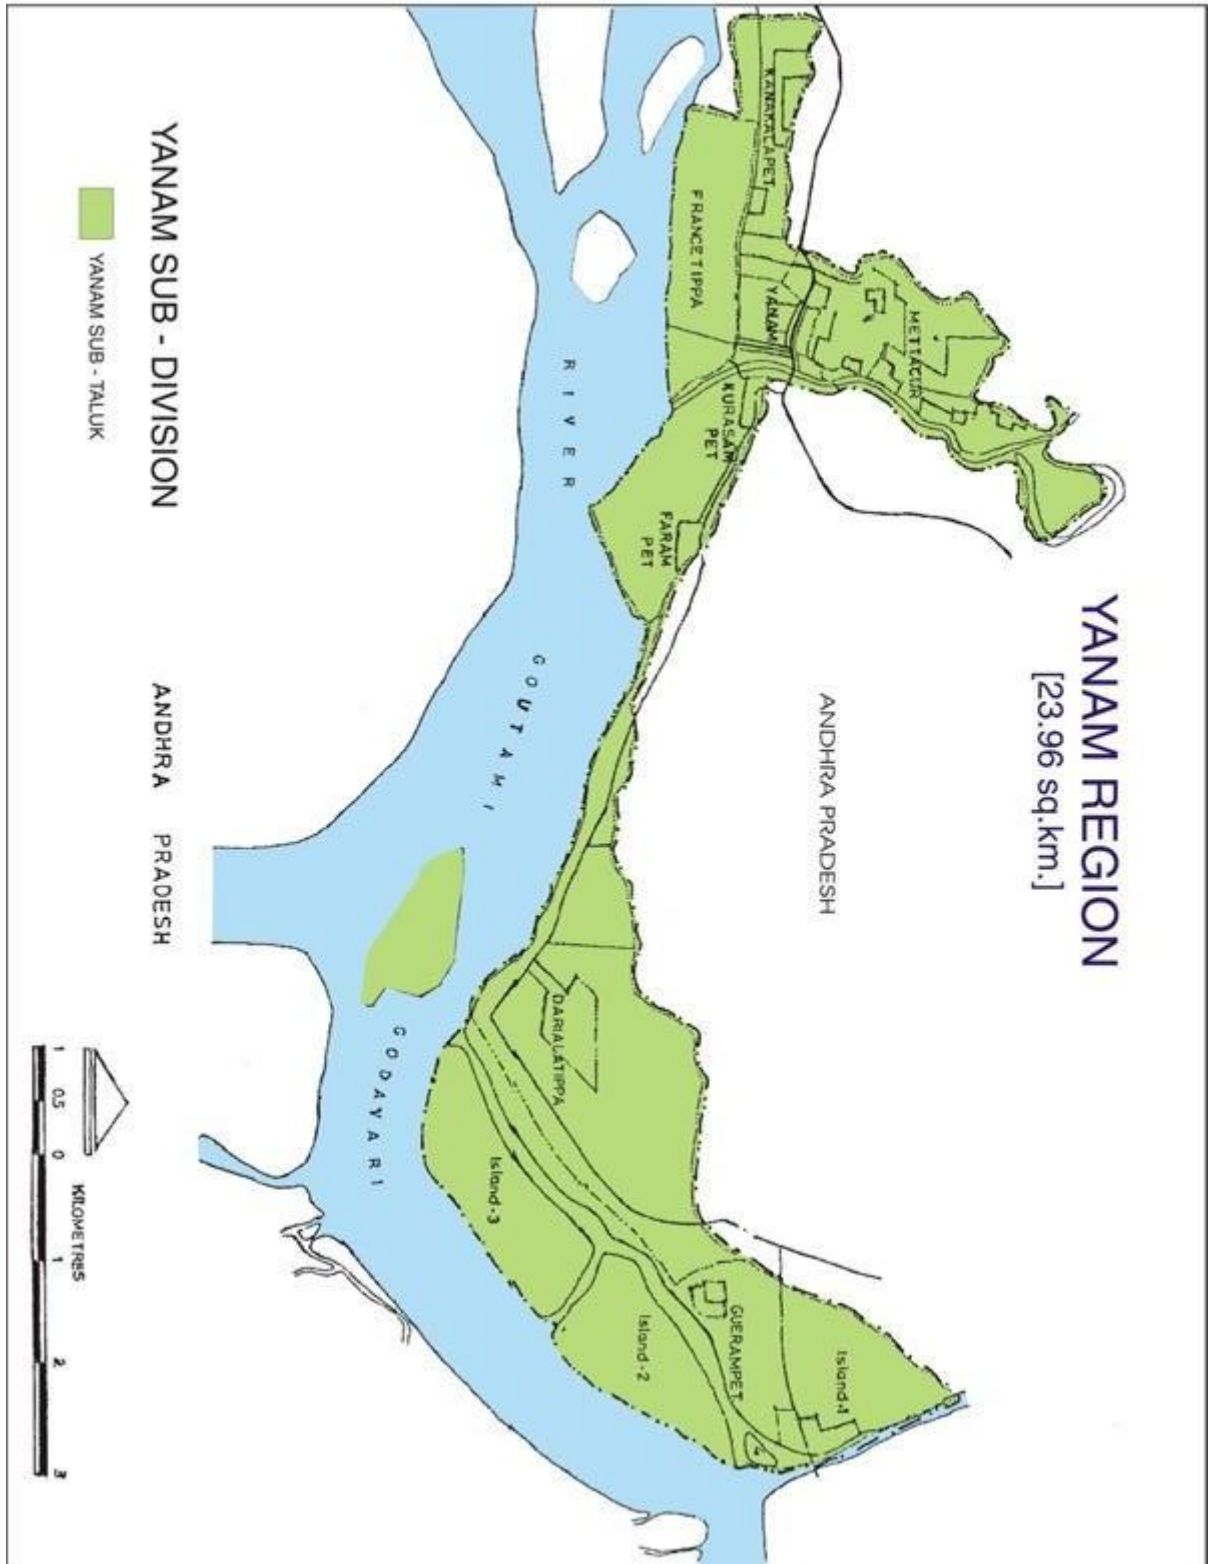 YANAM REGION
[23.96 sq.km.]
ANDHRA PRADESH
KANAKALAPET
FRANCETIPPA
YANAM
METTACUR
KURASAM
PET
FARAM
PET
DARIALATIPPA
GUERAMPET
Island-1
Island-2
Island-3
RIVER
GOUTAMI
GODAVARI
YANAM SUB - DIVISION
YANAM SUB - TALUK
ANDHRA PRADESH
1 0.5 0 1 2 3
KILOMETRES